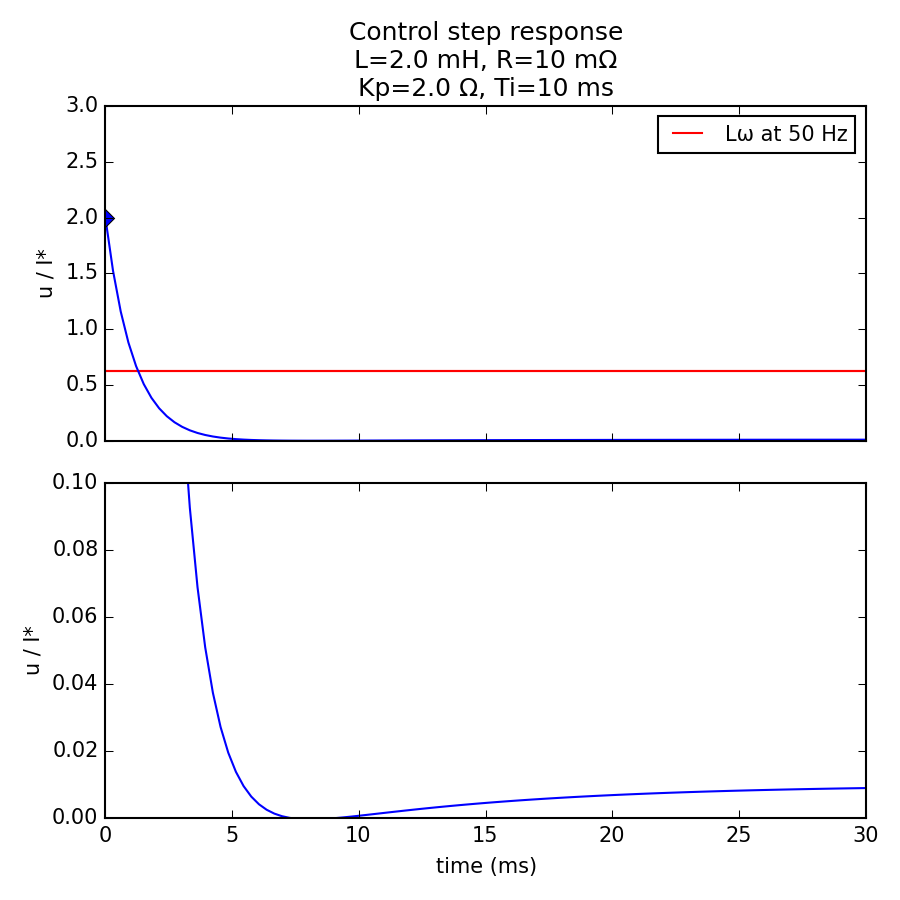 Control step response
L=2.0 mH, R=10 mΩ
Kp=2.0 Ω, Ti=10 ms
3.0
Lω at 50 Hz
2.5
2.0
1.5
u / I*
1.0
0.5
0.0
0.10
0.08
0.06
u / I*
0.04
0.02
0.00
0 5 10 15 20 25 30
time (ms)